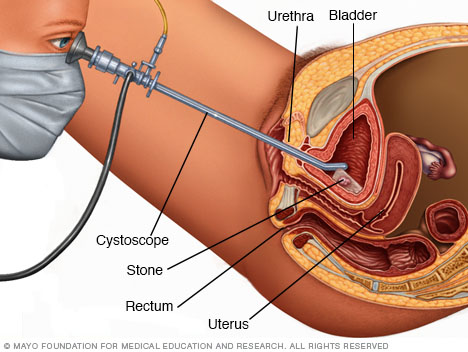 Urethra
Bladder
Cystoscope
Stone
Rectum
Uterus
© MAYO FOUNDATION FOR MEDICAL EDUCATION AND RESEARCH. ALL RIGHTS RESERVED